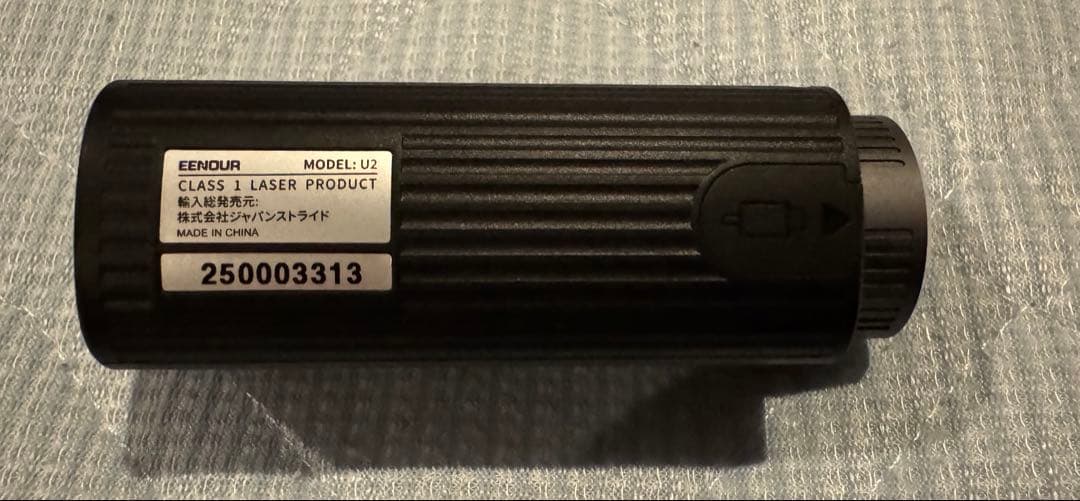 EENOUR MODEL: U2
CLASS 1 LASER PRODUCT
輸入総発売元:
株式会社ジャパンストライド
MADE IN CHINA
250003313